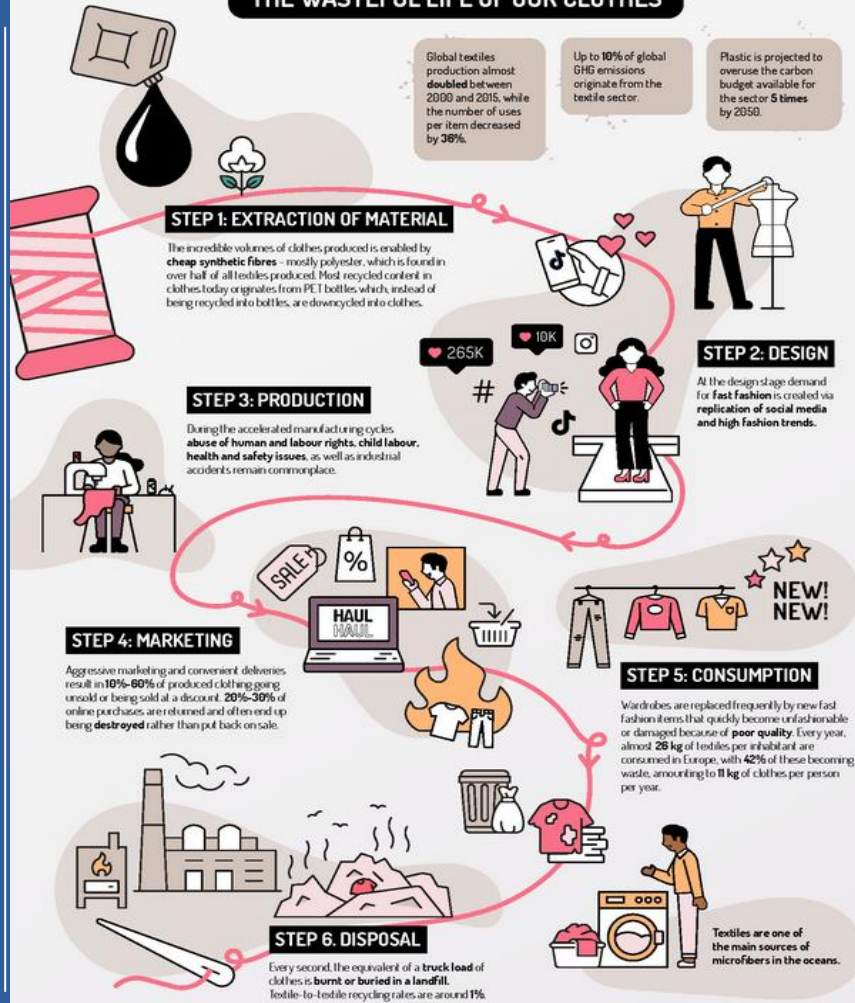 THE WASTEFUL LIFE OF OUR CLOTHES
Global textiles
production almost
doubled between
2000 and 2015, while
the number of uses
per item decreased
by 36%.
Up to 10% of global
GHG emissions
originate from the
textile sector.
Plastic is projected to
overuse the carbon
budget available for
the sector 5 times
by 2050.
STEP 1: EXTRACTION OF MATERIAL
The incredible volumes of clothes produced is enabled by
cheap synthetic fibres – mostly polyester, which is found in
over half of all textiles produced. Most recycled content in
clothes today originates from PET bottles which, instead of
being recycled into bottles, are downcycled into clothes.
265K
10K
#
STEP 2: DESIGN
At the design stage demand
for fast fashion is created via
replication of social media
and high fashion trends.
STEP 3: PRODUCTION
During the accelerated manufacturing cycles
abuse of human and labour rights, child labour,
health and safety issues, as well as industrial
accidents remain commonplace.
SALE
%
HAUL
HAUL
NEW!
NEW!
STEP 4: MARKETING
Aggressive marketing and convenient deliveries
result in 10%-60% of produced clothing going
unsold or being sold at a discount. 20%-30% of
online purchases are returned and often end up
being destroyed rather than put back on sale.
STEP 5: CONSUMPTION
Wardrobes are replaced frequently by new fast
fashion items that quickly become unfashionable
or damaged because of poor quality. Every year,
almost 26 kg of textiles per inhabitant are
consumed in Europe, with 42% of these becoming
waste, amounting to 11 kg of clothes per person
per year.
STEP 6. DISPOSAL
Every second, the equivalent of a truck load of
clothes is burnt or buried in a landfill.
Textile-to-textile recycling rates are around 1%.
Textiles are one of
the main sources of
microfibers in the oceans.